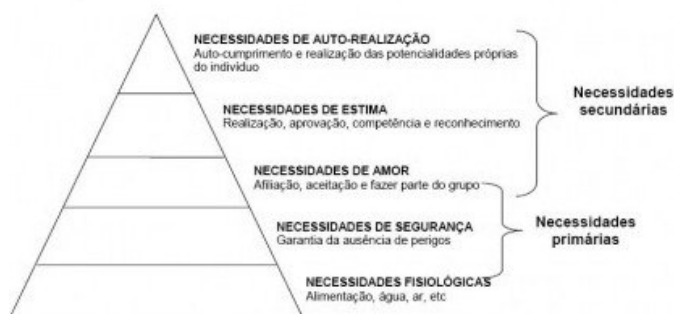 NECESSIDADES DE AUTO-REALIZAÇÃO
Auto-cumprimento e realização das potencialidades próprias
do indivíduo
NECESSIDADES DE ESTIMA
Realização, aprovação, competência e reconhecimento
Necessidades
secundárias
NECESSIDADES DE AMOR
Afiliação, aceitação e fazer parte do grupo
NECESSIDADES DE SEGURANÇA
Garantia da ausência de perigos
Necessidades
primárias
NECESSIDADES FISIOLÓGICAS
Alimentação, água, ar, etc